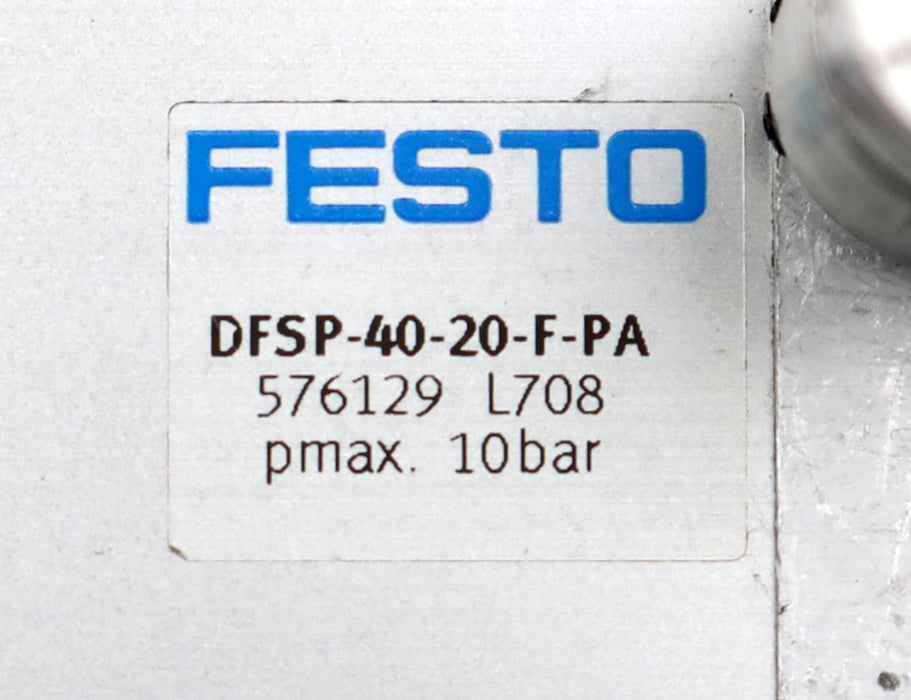 FESTO
DFSP-40-20-F-PA
576129 L708
pmax. 10bar